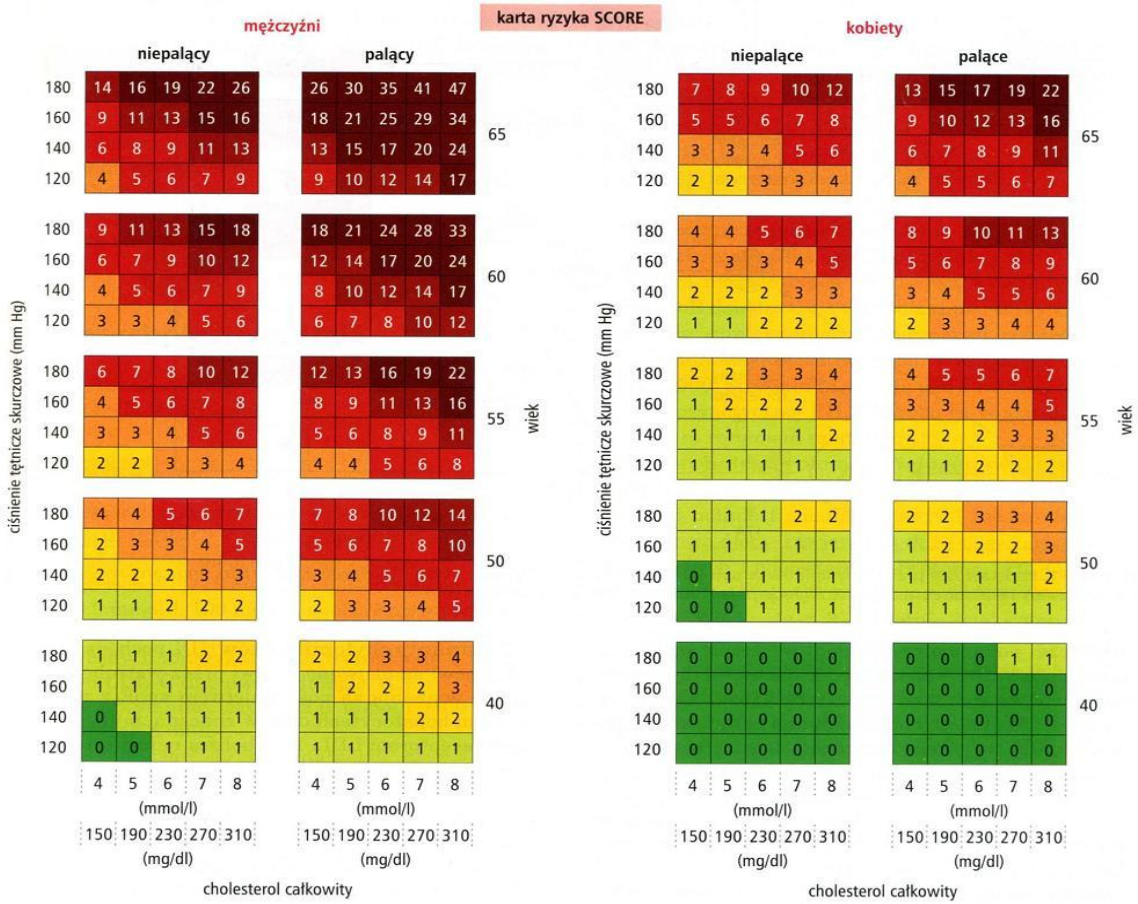 karta ryzyka SCORE
mężczyźni
kobiety
niepalący palący niepalące palące
180 14 16 19 22 26 26 30 35 41 47 7 8 9 10 12 13 15 17 19 22
160 9 11 13 15 16 18 21 25 29 34 5 5 6 7 8 9 10 12 13 16
65 65
140 6 8 9 11 13 13 15 17 20 24 3 3 4 5 6 6 7 8 9 11
120 4 5 6 7 9 9 10 12 14 17 2 2 3 3 4 4 5 5 6 7
180 9 11 13 15 18 18 21 24 28 33 4 4 5 6 7 8 9 10 11 13
160 6 7 9 10 12 12 14 17 20 24 3 3 3 4 5 5 6 7 8 9
60 60
140 4 5 6 7 9 8 10 12 14 17 2 2 2 3 3 3 4 5 5 6
120 3 3 4 5 6 6 7 8 10 12 1 1 2 2 2 2 3 3 4 4
180 6 7 8 10 12 12 13 16 19 22 2 2 3 3 4 4 5 5 6 7
160 4 5 6 7 8 8 9 11 13 16 1 2 2 2 3 3 3 4 4 5
55 55
140 3 3 4 5 6 5 6 8 9 11 1 1 1 1 2 2 2 2 3 3
120 2 2 3 3 4 4 4 5 6 8 1 1 1 1 1 1 1 2 2 2
180 4 4 5 6 7 7 8 10 12 14 1 1 1 2 2 2 2 3 3 4
160 2 3 3 4 5 5 6 7 8 10 1 1 1 1 1 1 2 2 2 3
50 50
140 2 2 2 3 3 3 4 5 6 7 0 1 1 1 1 1 1 1 1 2
120 1 1 2 2 2 2 3 3 4 5 0 0 1 1 1 1 1 1 1 1
180 1 1 1 2 2 2 2 3 3 4 0 0 0 0 0 0 0 0 1 1
160 1 1 1 1 1 1 2 2 2 3 0 0 0 0 0 0 0 0 0 0
40 40
140 0 1 1 1 1 1 1 1 2 2 0 0 0 0 0 0 0 0 0 0
120 0 0 1 1 1 1 1 1 1 1 0 0 0 0 0 0 0 0 0 0
ciśnienie tętnicze skurczowe (mm Hg)
wiek
ciśnienie tętnicze skurczowe (mm Hg)
wiek
4 5 6 7 8 4 5 6 7 8 4 5 6 7 8 4 5 6 7 8
(mmol/l) (mmol/l) (mmol/l) (mmol/l)
150 190 230 270 310 150 190 230 270 310 150 190 230 270 310 150 190 230 270 310
(mg/dl) (mg/dl) (mg/dl) (mg/dl)
cholesterol całkowity cholesterol całkowity